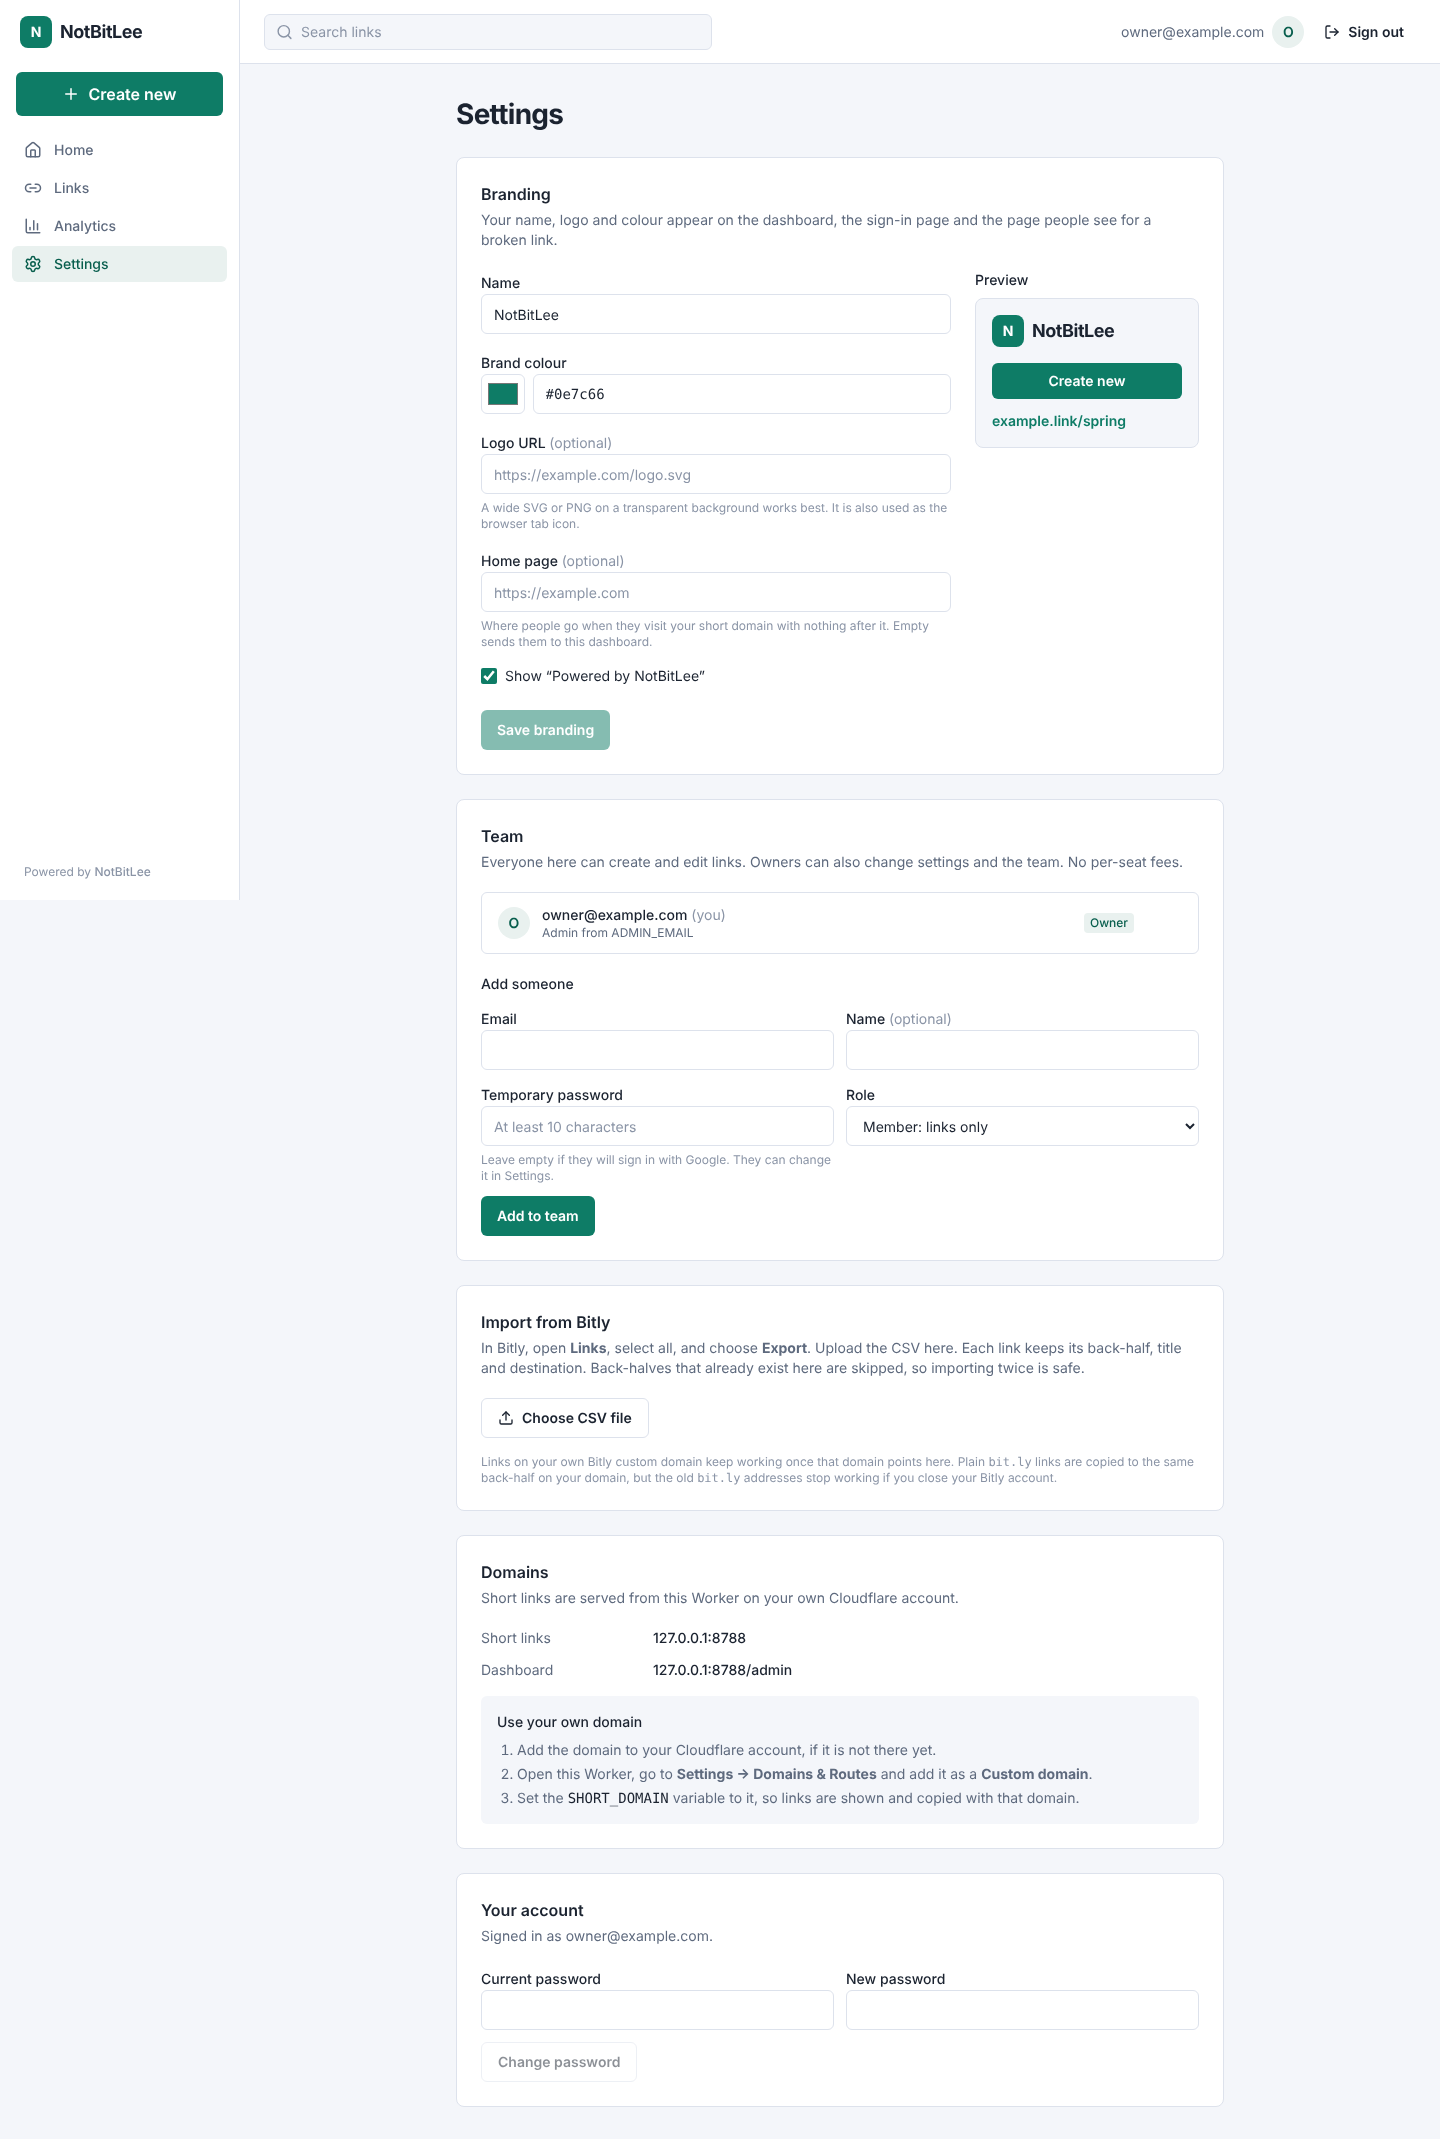 N NotBitLee
Search links
owner@example.com O Sign out
Create new
Home
Links
Analytics
Settings
Powered by NotBitLee
Settings
Branding
Your name, logo and colour appear on the dashboard, the sign-in page and the page people see for a
broken link.
Name
NotBitLee
Brand colour
#0e7c66
Logo URL (optional)
https://example.com/logo.svg
A wide SVG or PNG on a transparent background works best. It is also used as the
browser tab icon.
Home page (optional)
https://example.com
Where people go when they visit your short domain with nothing after it. Empty
sends them to this dashboard.
Show “Powered by NotBitLee”
Save branding
Preview
N NotBitLee
Create new
example.link/spring
Team
Everyone here can create and edit links. Owners can also change settings and the team. No per-seat fees.
O owner@example.com (you)
Admin from ADMIN_EMAIL
Owner
Add someone
Email
Name (optional)
Temporary password
At least 10 characters
Leave empty if they will sign in with Google. They can change
it in Settings.
Role
Member: links only
Add to team
Import from Bitly
In Bitly, open Links, select all, and choose Export. Upload the CSV here. Each link keeps its back-half, title
and destination. Back-halves that already exist here are skipped, so importing twice is safe.
Choose CSV file
Links on your own Bitly custom domain keep working once that domain points here. Plain bit.ly links are copied to the same
back-half on your domain, but the old bit.ly addresses stop working if you close your Bitly account.
Domains
Short links are served from this Worker on your own Cloudflare account.
Short links 127.0.0.1:8788
Dashboard 127.0.0.1:8788/admin
Use your own domain
1. Add the domain to your Cloudflare account, if it is not there yet.
2. Open this Worker, go to Settings → Domains & Routes and add it as a Custom domain.
3. Set the SHORT_DOMAIN variable to it, so links are shown and copied with that domain.
Your account
Signed in as owner@example.com.
Current password
New password
Change password